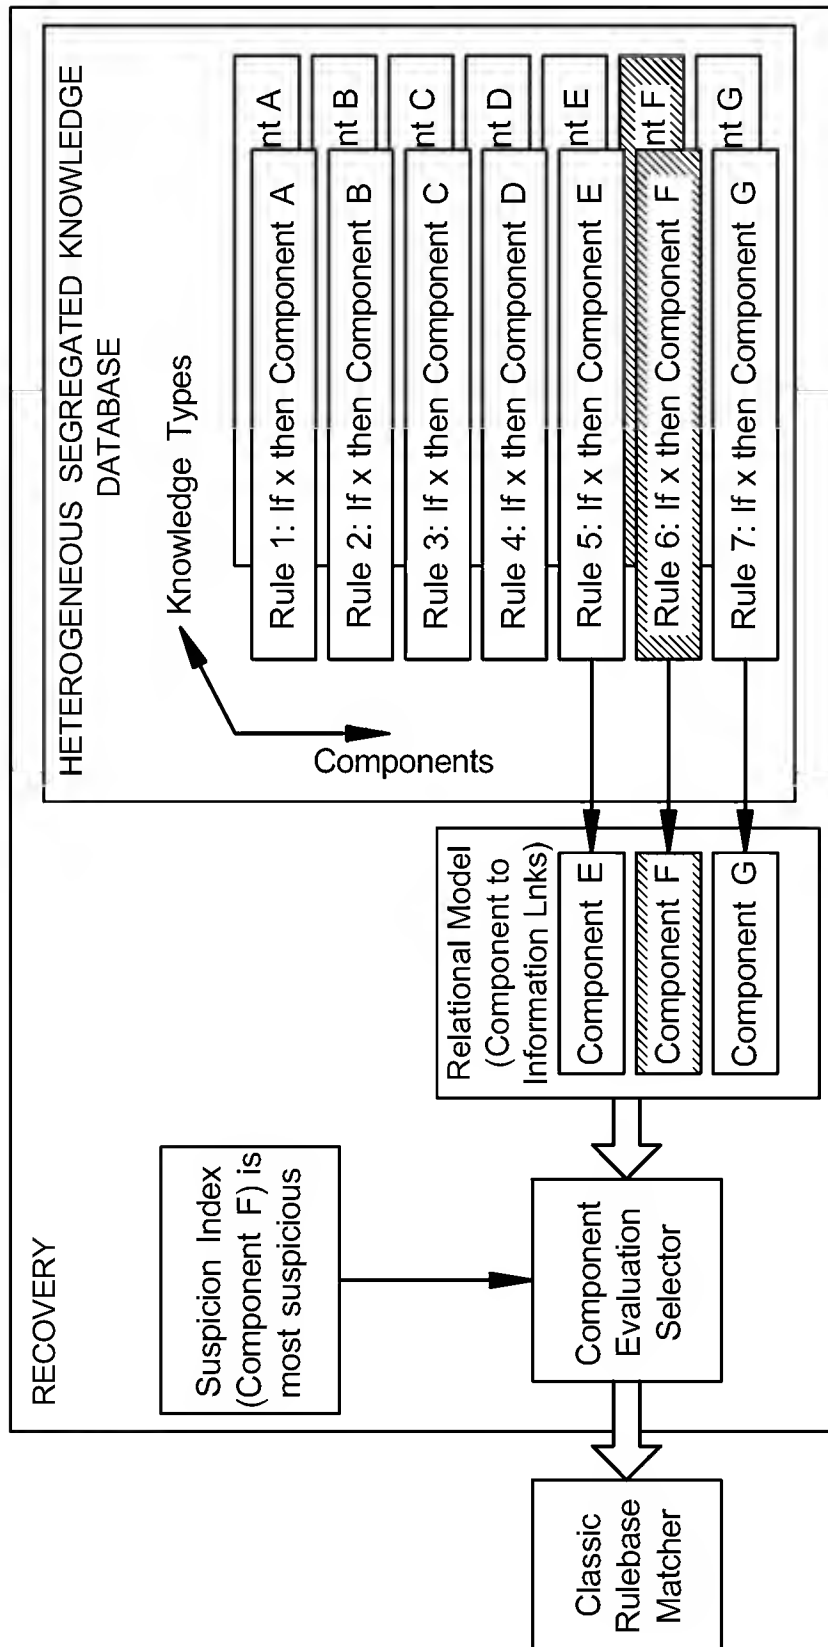 RECOVERY
HETEROGENEOUS SEGREGATED KNOWLEDGE
DATABASE
Knowledge Types
Components
nt A
nt B
nt C
nt D
nt E
nt F
nt G
Rule 1: If x then Component A
Rule 2: If x then Component B
Rule 3: If x then Component C
Rule 4: If x then Component D
Rule 5: If x then Component E
Rule 6: If x then Component F
Rule 7: If x then Component G
Relational Model
(Component to
Information Lnks)
Component E
Component F
Component G
Suspicion Index
(Component F) is
most suspicious
Component
Evaluation
Selector
Classic
Rulebase
Matcher